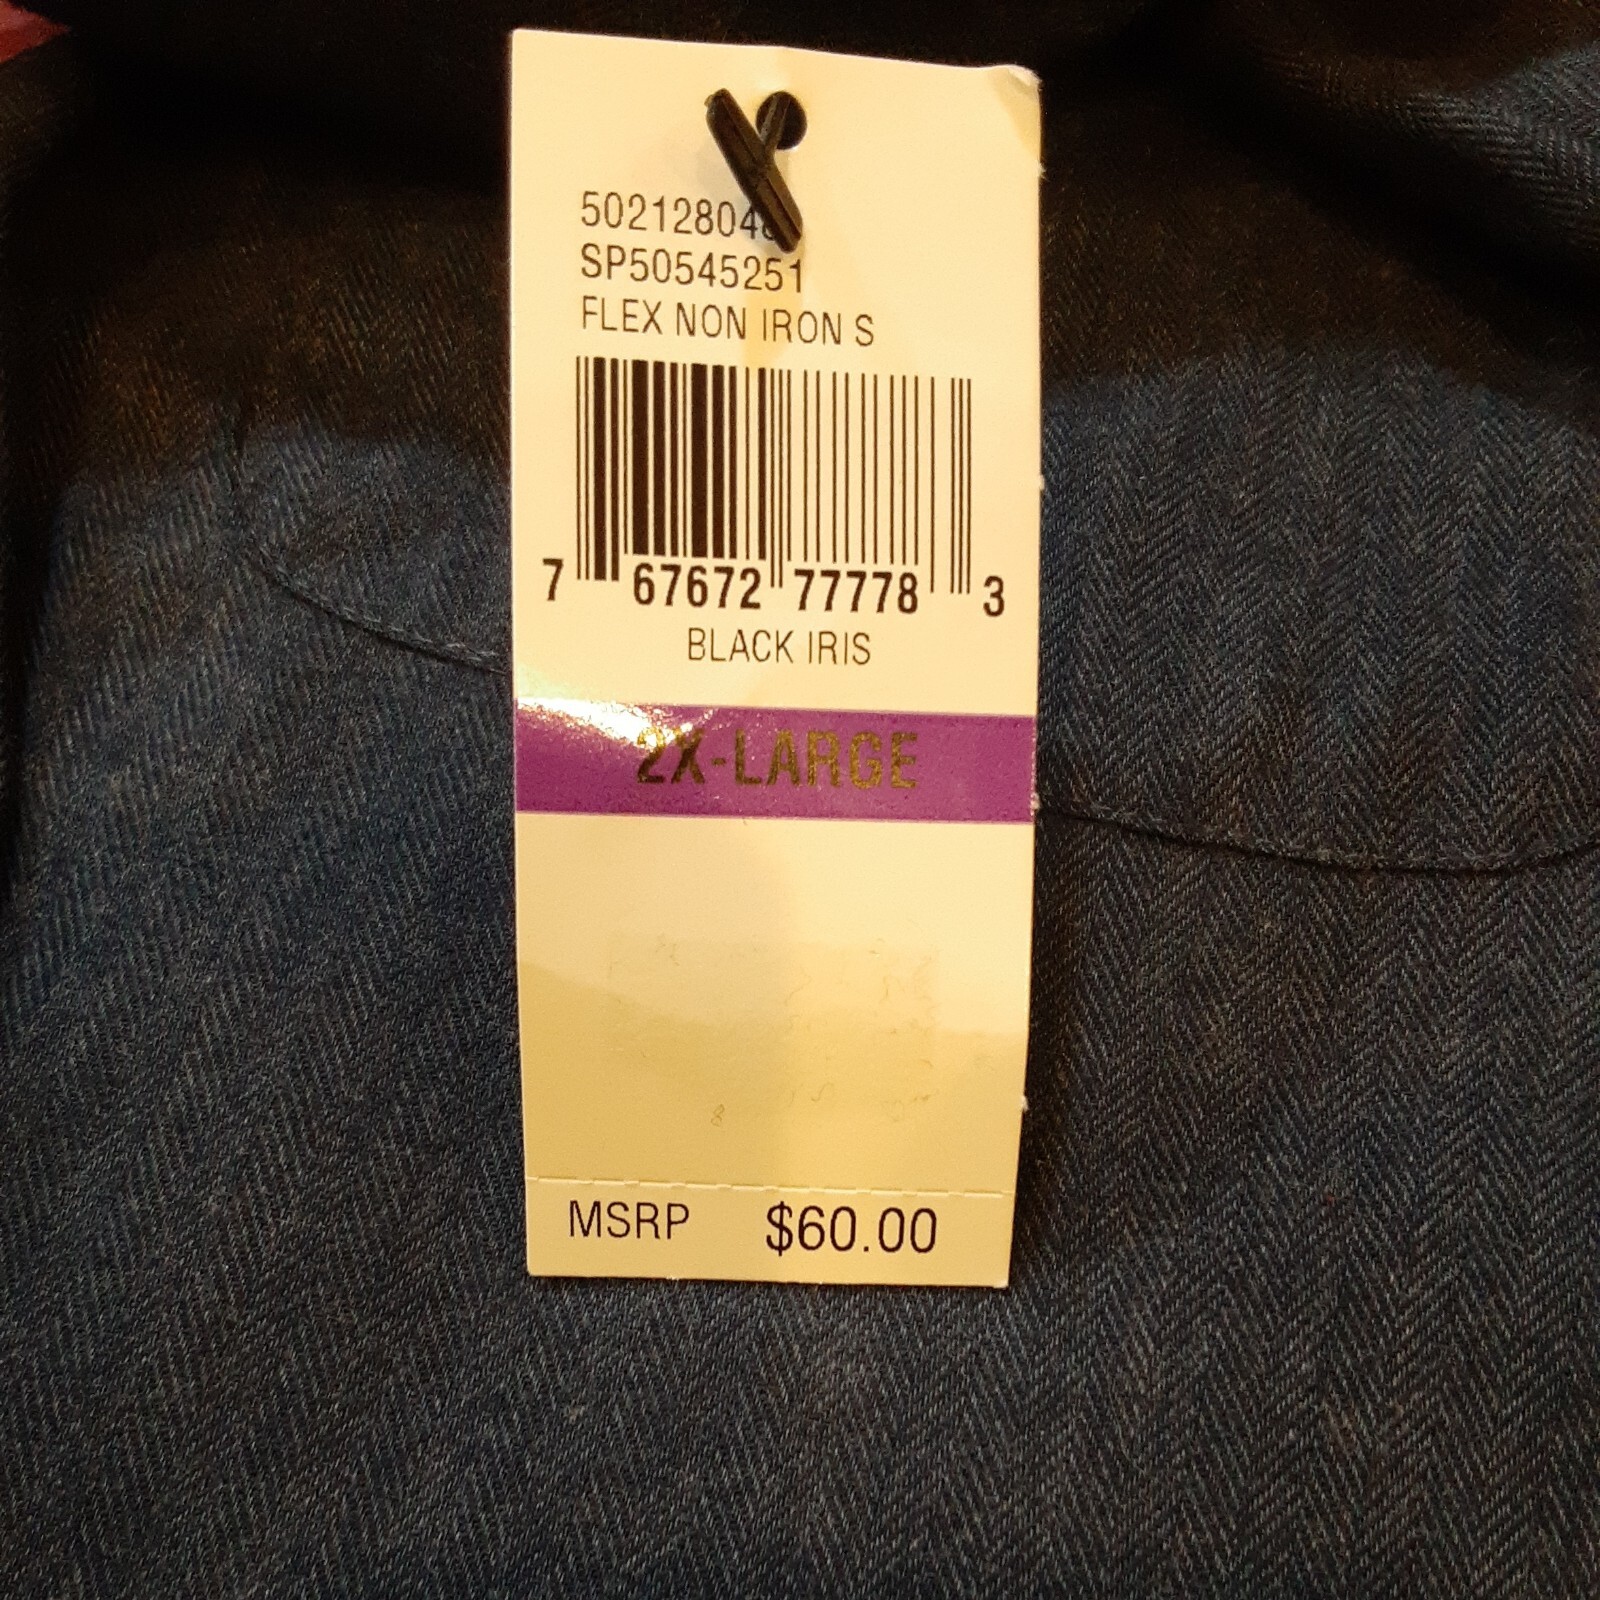 SP50545251
FLEX NON IRON S
7 67672 77778 3
BLACK IRIS
2X-LARGE
MSRP $60.00